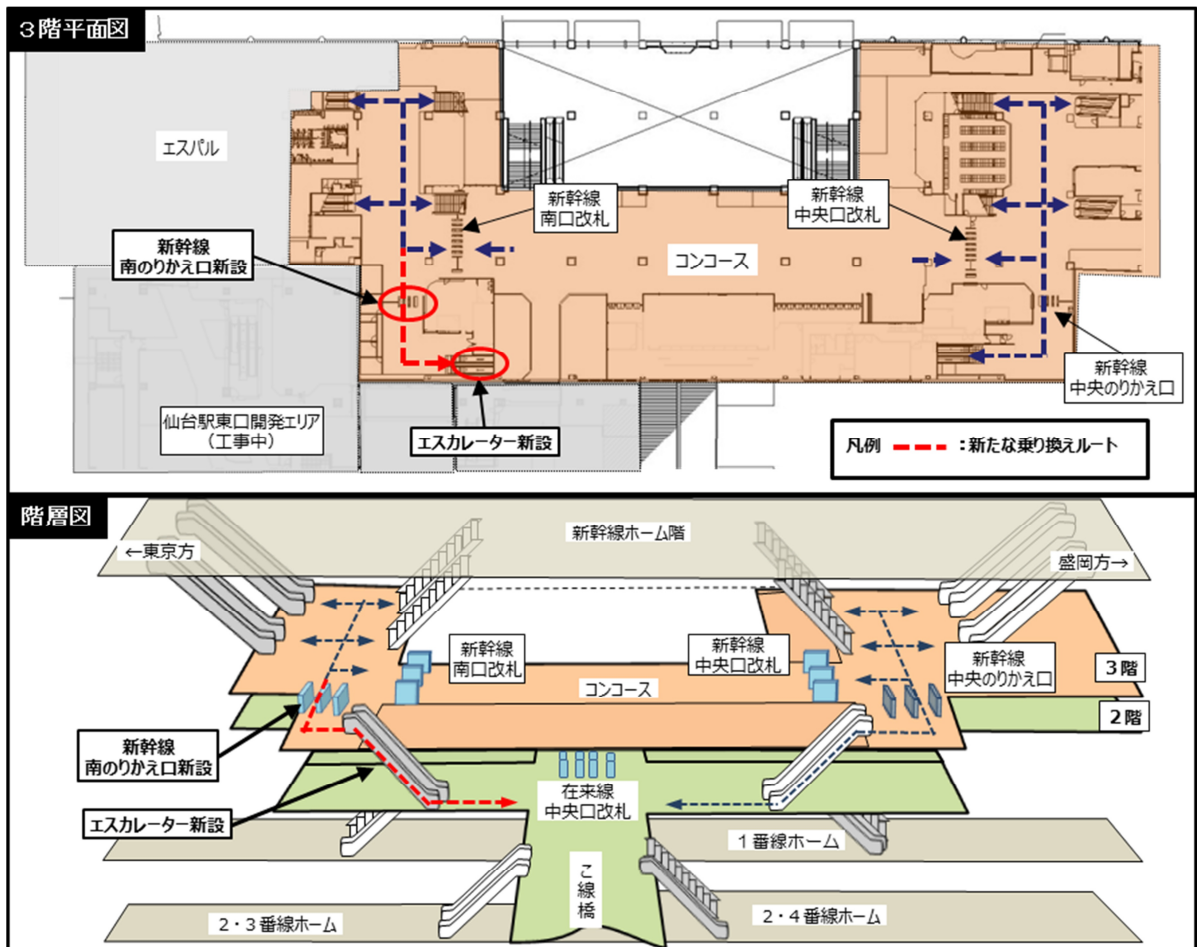 3階平面図
エスパル
新幹線
南口改札
新幹線
中央口改札
新幹線
南のりかえ口新設
コンコース
新幹線
中央のりかえ口
仙台駅東口開発エリア
（工事中）
エスカレーター新設
凡例 :新たな乗り換えルート
階層図
新幹線ホーム階
←東京方
盛岡方→
新幹線
南口改札
新幹線
中央口改札
新幹線
中央のりかえ口
コンコース
3階
2階
新幹線
南のりかえ口新設
エスカレーター新設
在来線
中央口改札
1番線ホーム
こ線橋
2・3番線ホーム
2・4番線ホーム